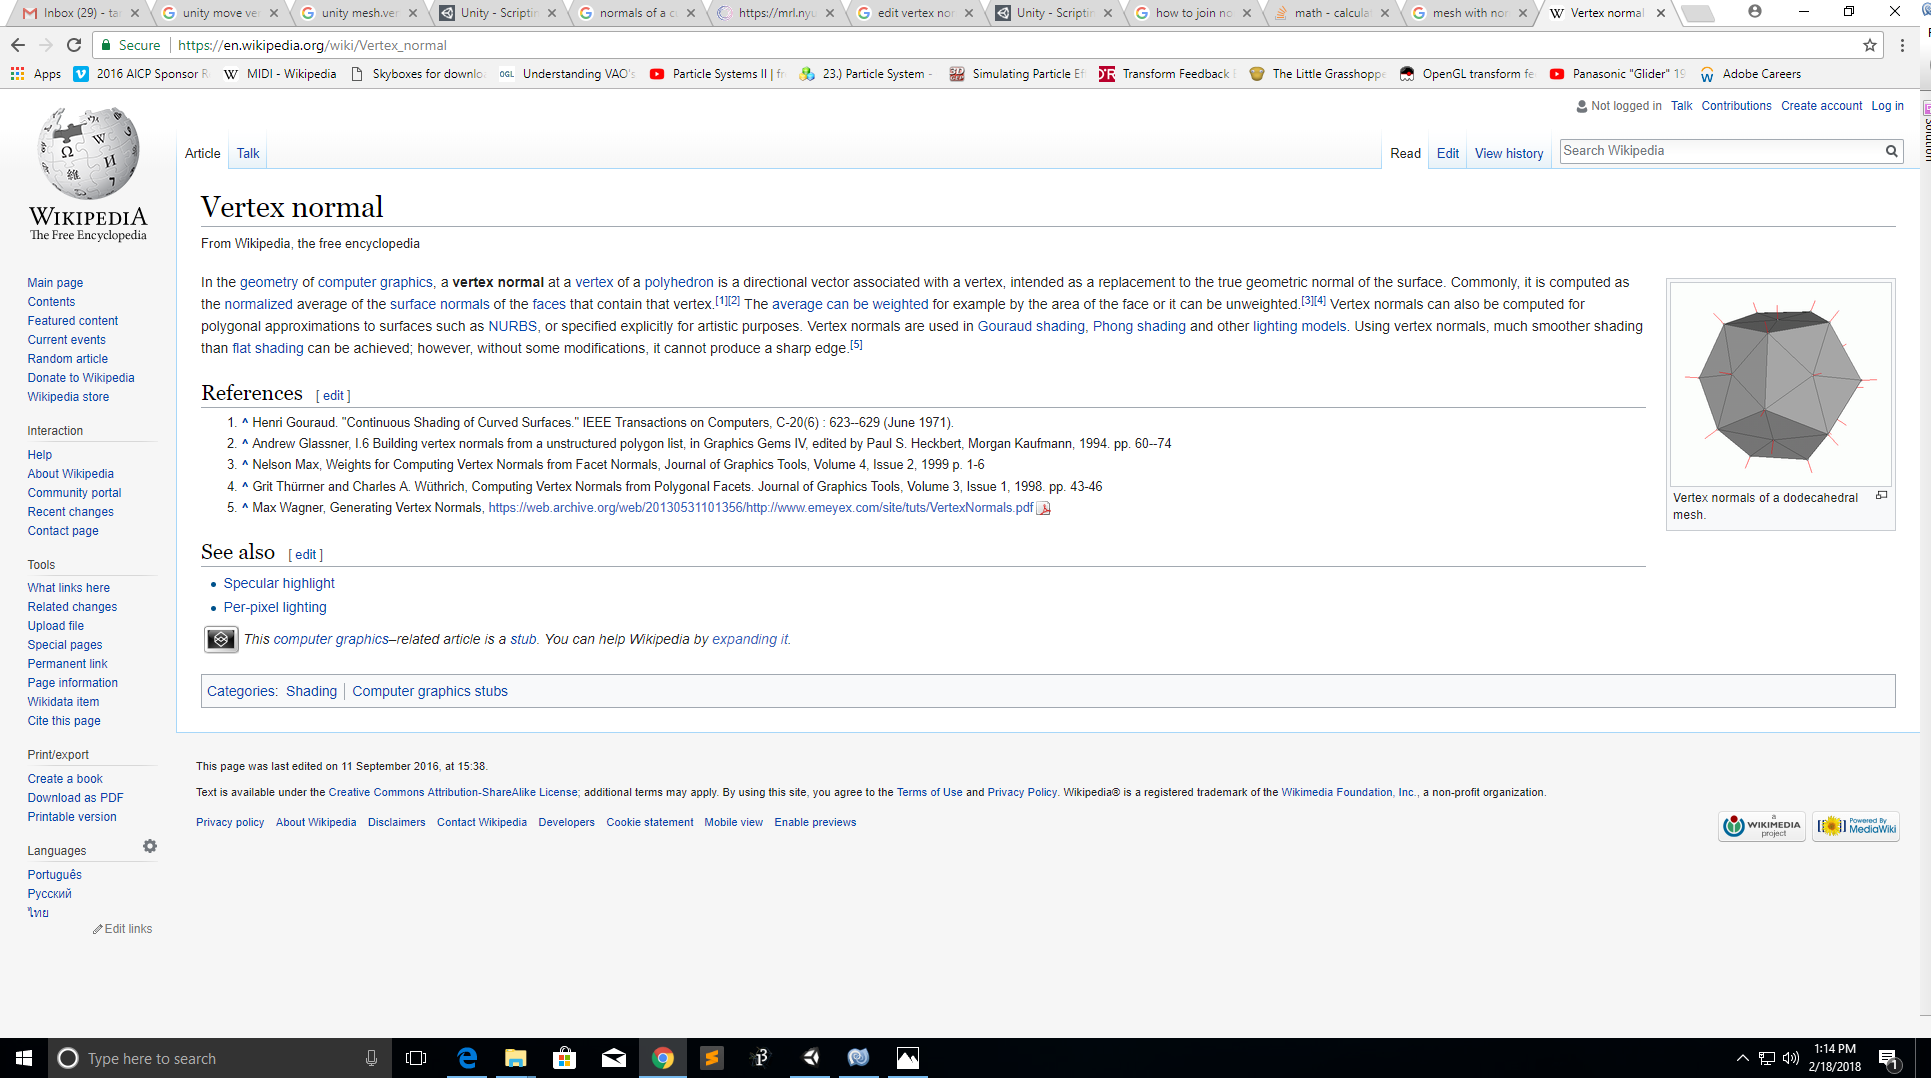 Inbox (29) - tar
unity move ver
unity mesh.ver
Unity - Scriptin
normals of a c
https://mrl.nyu
edit vertex nor
Unity - Scriptin
how to join no
math - calcula
mesh with nor
Vertex normal
Secure
https://en.wikipedia.org/wiki/Vertex_normal
Apps
2016 AICP Sponsor R
MIDI - Wikipedia
Skyboxes for downlo
OGL
Understanding VAO's
Particle Systems II | fr
23.) Particle System -
Simulating Particle Ef
Transform Feedback
The Little Grasshoppe
OpenGL transform fe
Panasonic "Glider" 19
Adobe Careers
Not logged in
Talk
Contributions
Create account
Log in
WIKIPEDIA
The Free Encyclopedia
Article
Talk
Read
Edit
View history
Search Wikipedia
Vertex normal
From Wikipedia, the free encyclopedia
In the geometry of computer graphics, a vertex normal at a vertex of a polyhedron is a directional vector associated with a vertex, intended as a replacement to the true geometric normal of the surface. Commonly, it is computed as
the normalized average of the surface normals of the faces that contain that vertex.[1][2] The average can be weighted for example by the area of the face or it can be unweighted.[3][4] Vertex normals can also be computed for
polygonal approximations to surfaces such as NURBS, or specified explicitly for artistic purposes. Vertex normals are used in Gouraud shading, Phong shading and other lighting models. Using vertex normals, much smoother shading
than flat shading can be achieved; however, without some modifications, it cannot produce a sharp edge.[5]
Vertex normals of a dodecahedral
mesh.
References [ edit ]
1. ^ Henri Gouraud. "Continuous Shading of Curved Surfaces." IEEE Transactions on Computers, C-20(6) : 623--629 (June 1971).
2. ^ Andrew Glassner, I.6 Building vertex normals from a unstructured polygon list, in Graphics Gems IV, edited by Paul S. Heckbert, Morgan Kaufmann, 1994. pp. 60--74
3. ^ Nelson Max, Weights for Computing Vertex Normals from Facet Normals, Journal of Graphics Tools, Volume 4, Issue 2, 1999 p. 1-6
4. ^ Grit Thürrner and Charles A. Wüthrich, Computing Vertex Normals from Polygonal Facets. Journal of Graphics Tools, Volume 3, Issue 1, 1998. pp. 43-46
5. ^ Max Wagner, Generating Vertex Normals, https://web.archive.org/web/20130531101356/http://www.emeyex.com/site/tuts/VertexNormals.pdf
See also [ edit ]
• Specular highlight
• Per-pixel lighting
This computer graphics–related article is a stub. You can help Wikipedia by expanding it.
Categories: Shading | Computer graphics stubs
Main page
Contents
Featured content
Current events
Random article
Donate to Wikipedia
Wikipedia store
Interaction
Help
About Wikipedia
Community portal
Recent changes
Contact page
Tools
What links here
Related changes
Upload file
Special pages
Permanent link
Page information
Wikidata item
Cite this page
Print/export
Create a book
Download as PDF
Printable version
Languages
Português
Русский
ไทย
Edit links
This page was last edited on 11 September 2016, at 15:38.
Text is available under the Creative Commons Attribution-ShareAlike License; additional terms may apply. By using this site, you agree to the Terms of Use and Privacy Policy. Wikipedia® is a registered trademark of the Wikimedia Foundation, Inc., a non-profit organization.
Privacy policy
About Wikipedia
Disclaimers
Contact Wikipedia
Developers
Cookie statement
Mobile view
Enable previews
a
WIKIMEDIA
project
Powered By
MediaWiki
Type here to search
1:14 PM
2/18/2018
1